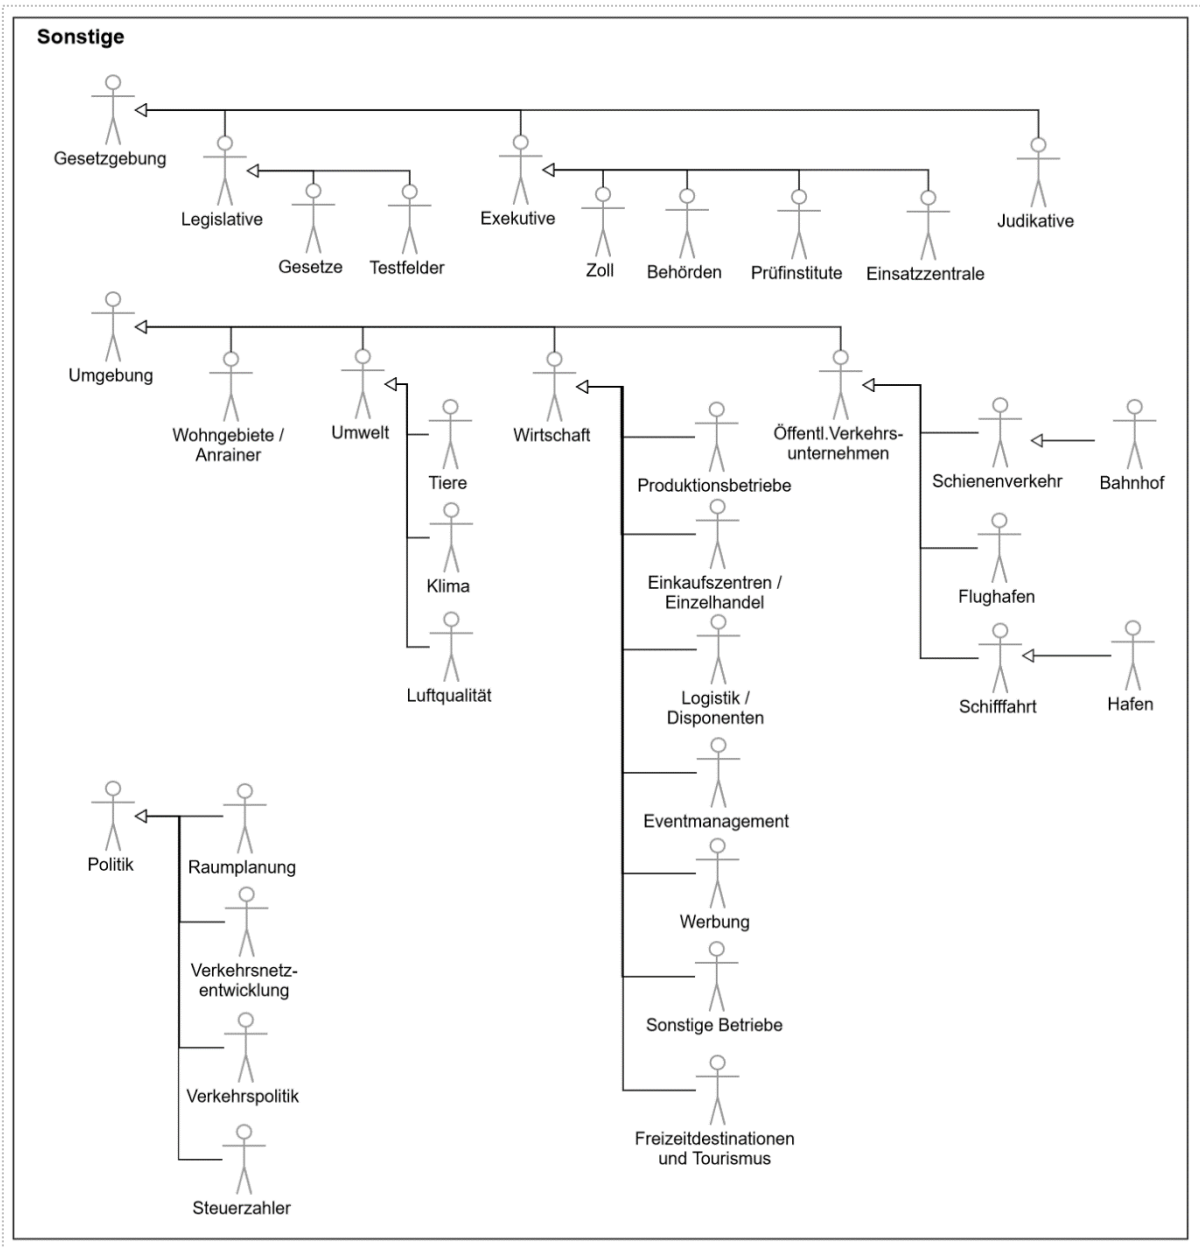 Sonstige
Gesetzgebung
Legislative
Exekutive
Judikative
Gesetze
Testfelder
Zoll
Behörden
Prüfinstitute
Einsatzzentrale
Umgebung
Wohngebiete /
Anrainer
Umwelt
Wirtschaft
Öffentl.Verkehrs-
unternehmen
Tiere
Klima
Luftqualität
Produktionsbetriebe
Einkaufszentren /
Einzelhandel
Logistik /
Disponenten
Eventmanagement
Werbung
Sonstige Betriebe
Freizeitdestinationen
und Tourismus
Schienenverkehr
Bahnhof
Flughafen
Schifffahrt
Hafen
Politik
Raumplanung
Verkehrsnetz-
entwicklung
Verkehrspolitik
Steuerzahler